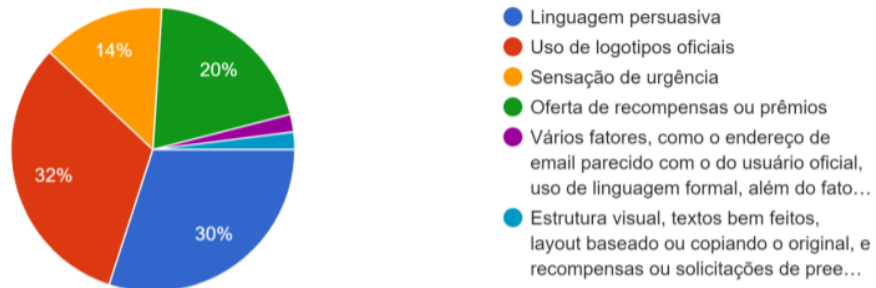 14%
20%
32%
30%
Linguagem persuasiva
Uso de logotipos oficiais
Sensação de urgência
Oferta de recompensas ou prêmios
Vários fatores, como o endereço de
email parecido com o do usuário oficial,
uso de linguagem formal, além do fato…
Estrutura visual, textos bem feitos,
layout baseado ou copiando o original, e
recompensas ou solicitações de pree…